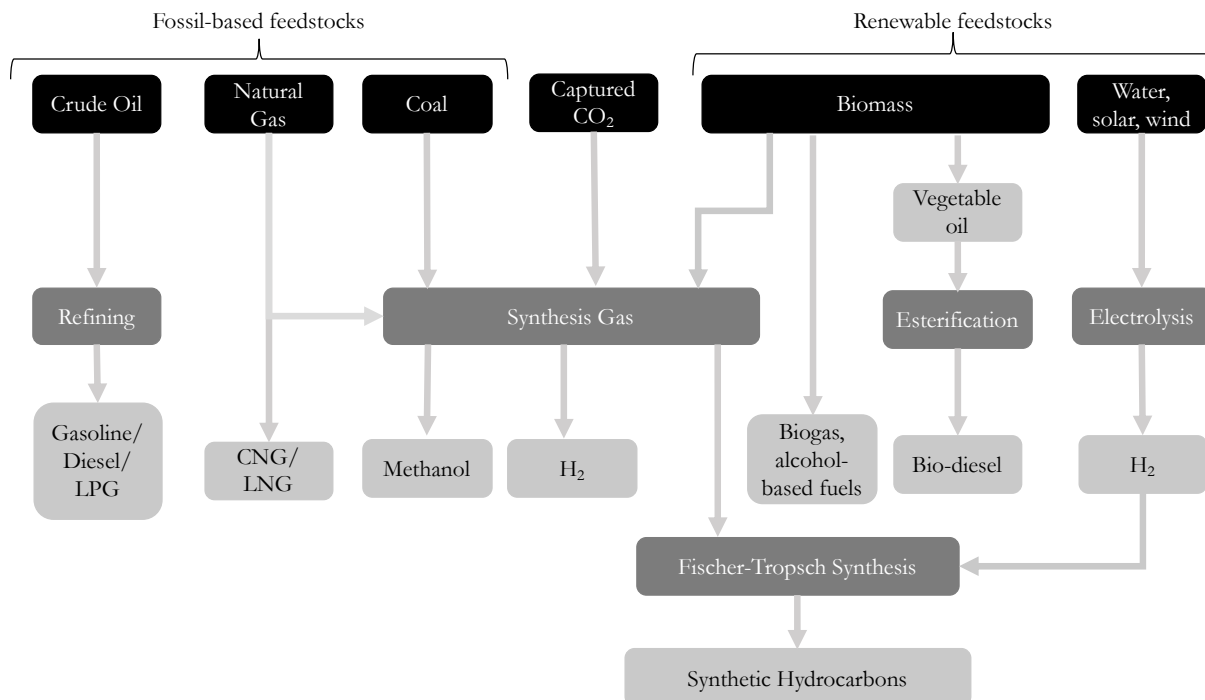 Fossil-based feedstocks
Renewable feedstocks
Crude Oil
Natural
Gas
Coal
Captured
CO₂
Biomass
Water,
solar, wind
Vegetable
oil
Refining
Synthesis Gas
Esterification
Electrolysis
Gasoline/
Diesel/
LPG
CNG/
LNG
Methanol
H₂
Biogas,
alcohol-
based fuels
Bio-diesel
H₂
Fischer-Tropsch Synthesis
Synthetic Hydrocarbons